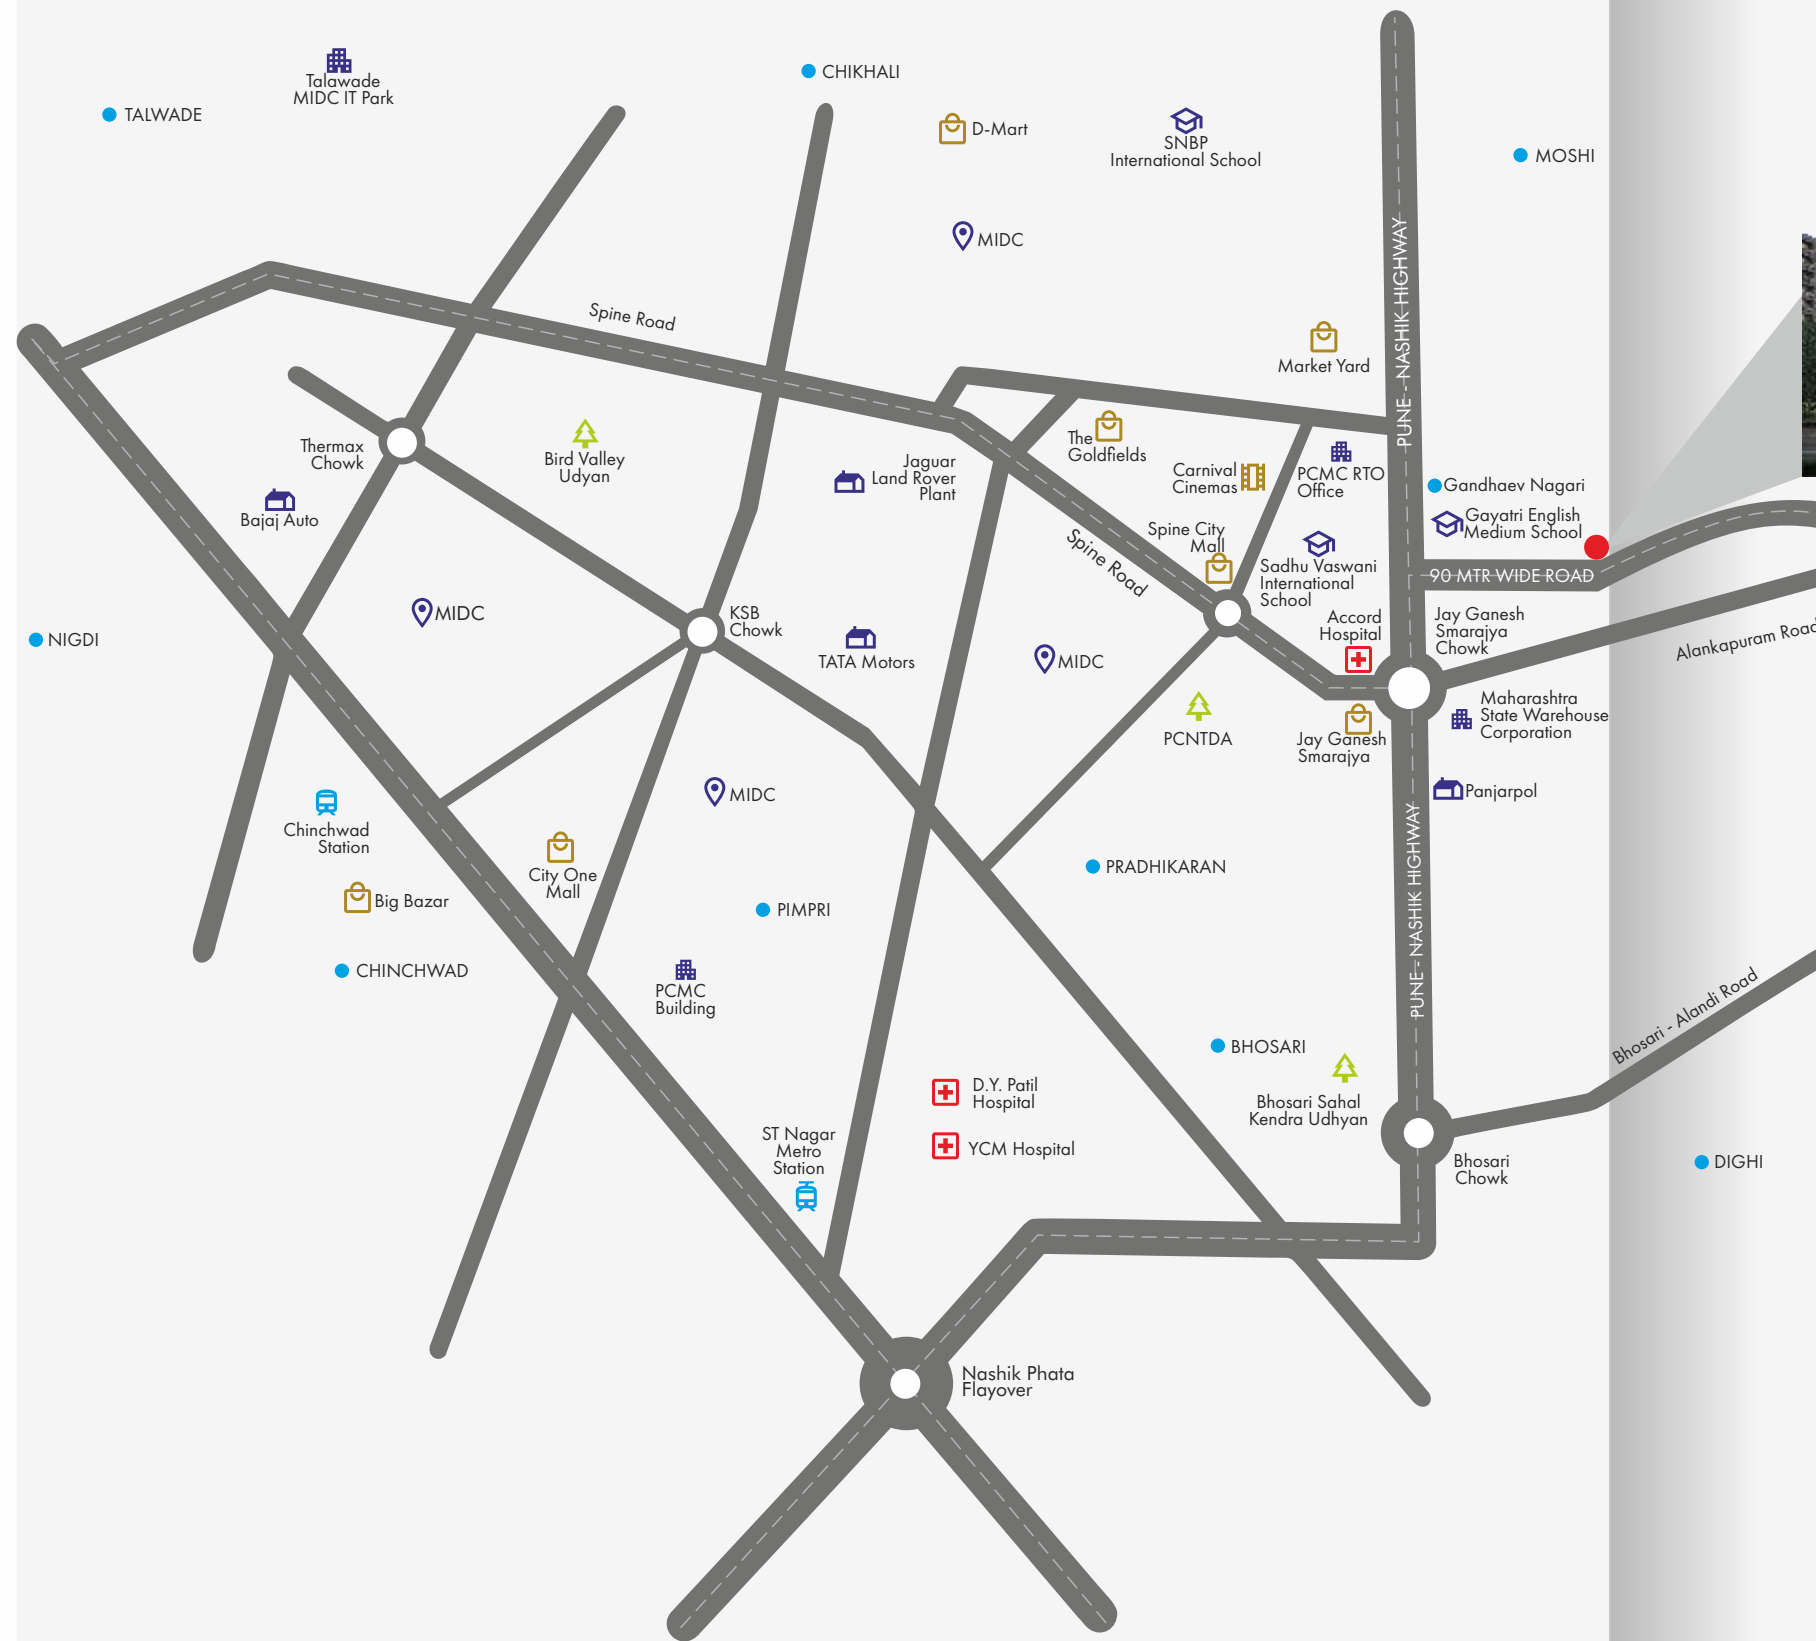 Talawade
MIDC IT Park
TALWADE
CHIKHALI
D-Mart
SNBP
International School
MOSHI
MIDC
PUNE - NASHIK HIGHWAY
Spine Road
Market Yard
The
Goldfields
Thermax
Chowk
Bird Valley
Udyan
Jaguar
Land Rover
Plant
Carnival
Cinemas
PCMC RTO
Office
Gandhaev Nagari
Gayatri English
Medium School
Bajaj Auto
Spine City
Mall
Spine Road
Sadhu Vaswani
International
School
90 MTR WIDE ROAD
MIDC
KSB
Chowk
Accord
Hospital
Jay Ganesh
Smarajya
Chowk
Alankapuram Road
NIGDI
TATA Motors
MIDC
Maharashtra
State Warehouse
Corporation
PCNTDA
Jay Ganesh
Smarajya
MIDC
Panjarpol
Chinchwad
Station
City One
Mall
PRADHIKARAN
PUNE - NASHIK HIGHWAY
Big Bazar
PIMPRI
CHINCHWAD
PCMC
Building
Bhosari - Alandi Road
BHOSARI
D.Y. Patil
Hospital
Bhosari Sahal
Kendra Udhyan
ST Nagar
Metro
Station
YCM Hospital
Bhosari
Chowk
DIGHI
Nashik Phata
Flayover